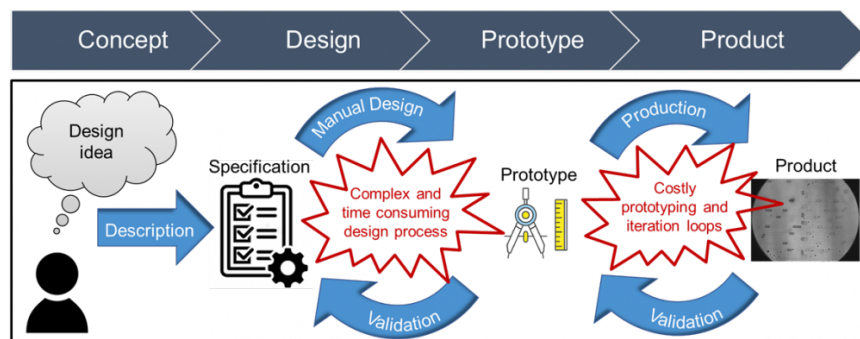 Concept
Design
Prototype
Product
Design
idea
Description
Specification
Manual Design
Complex and
time consuming
design process
Validation
Prototype
Production
Costly
prototyping and
iteration loops
Validation
Product